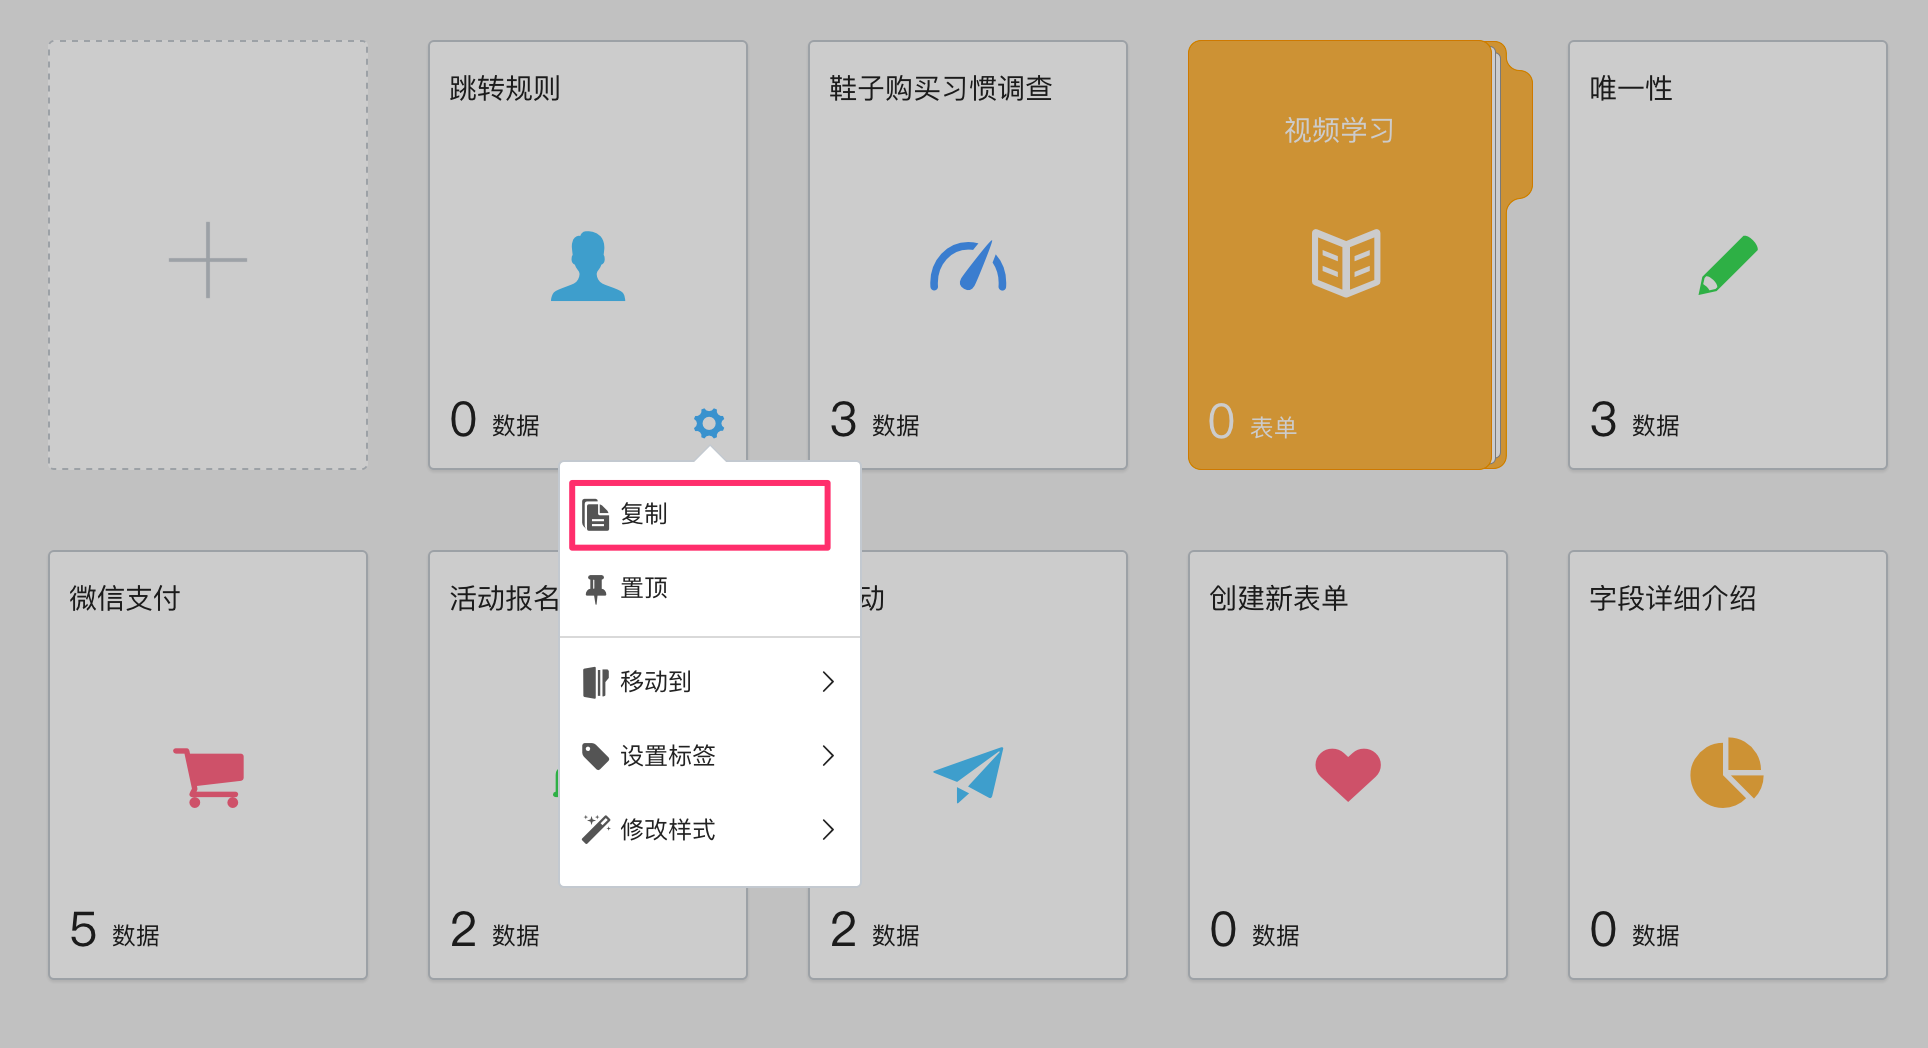 跳转规则
0 数据
鞋子购买习惯调查
3 数据
视频学习
0 表单
唯一性
3 数据
复制
置顶
移动到
设置标签
修改样式
微信支付
5 数据
活动报名
2 数据
动
2 数据
创建新表单
0 数据
字段详细介绍
0 数据